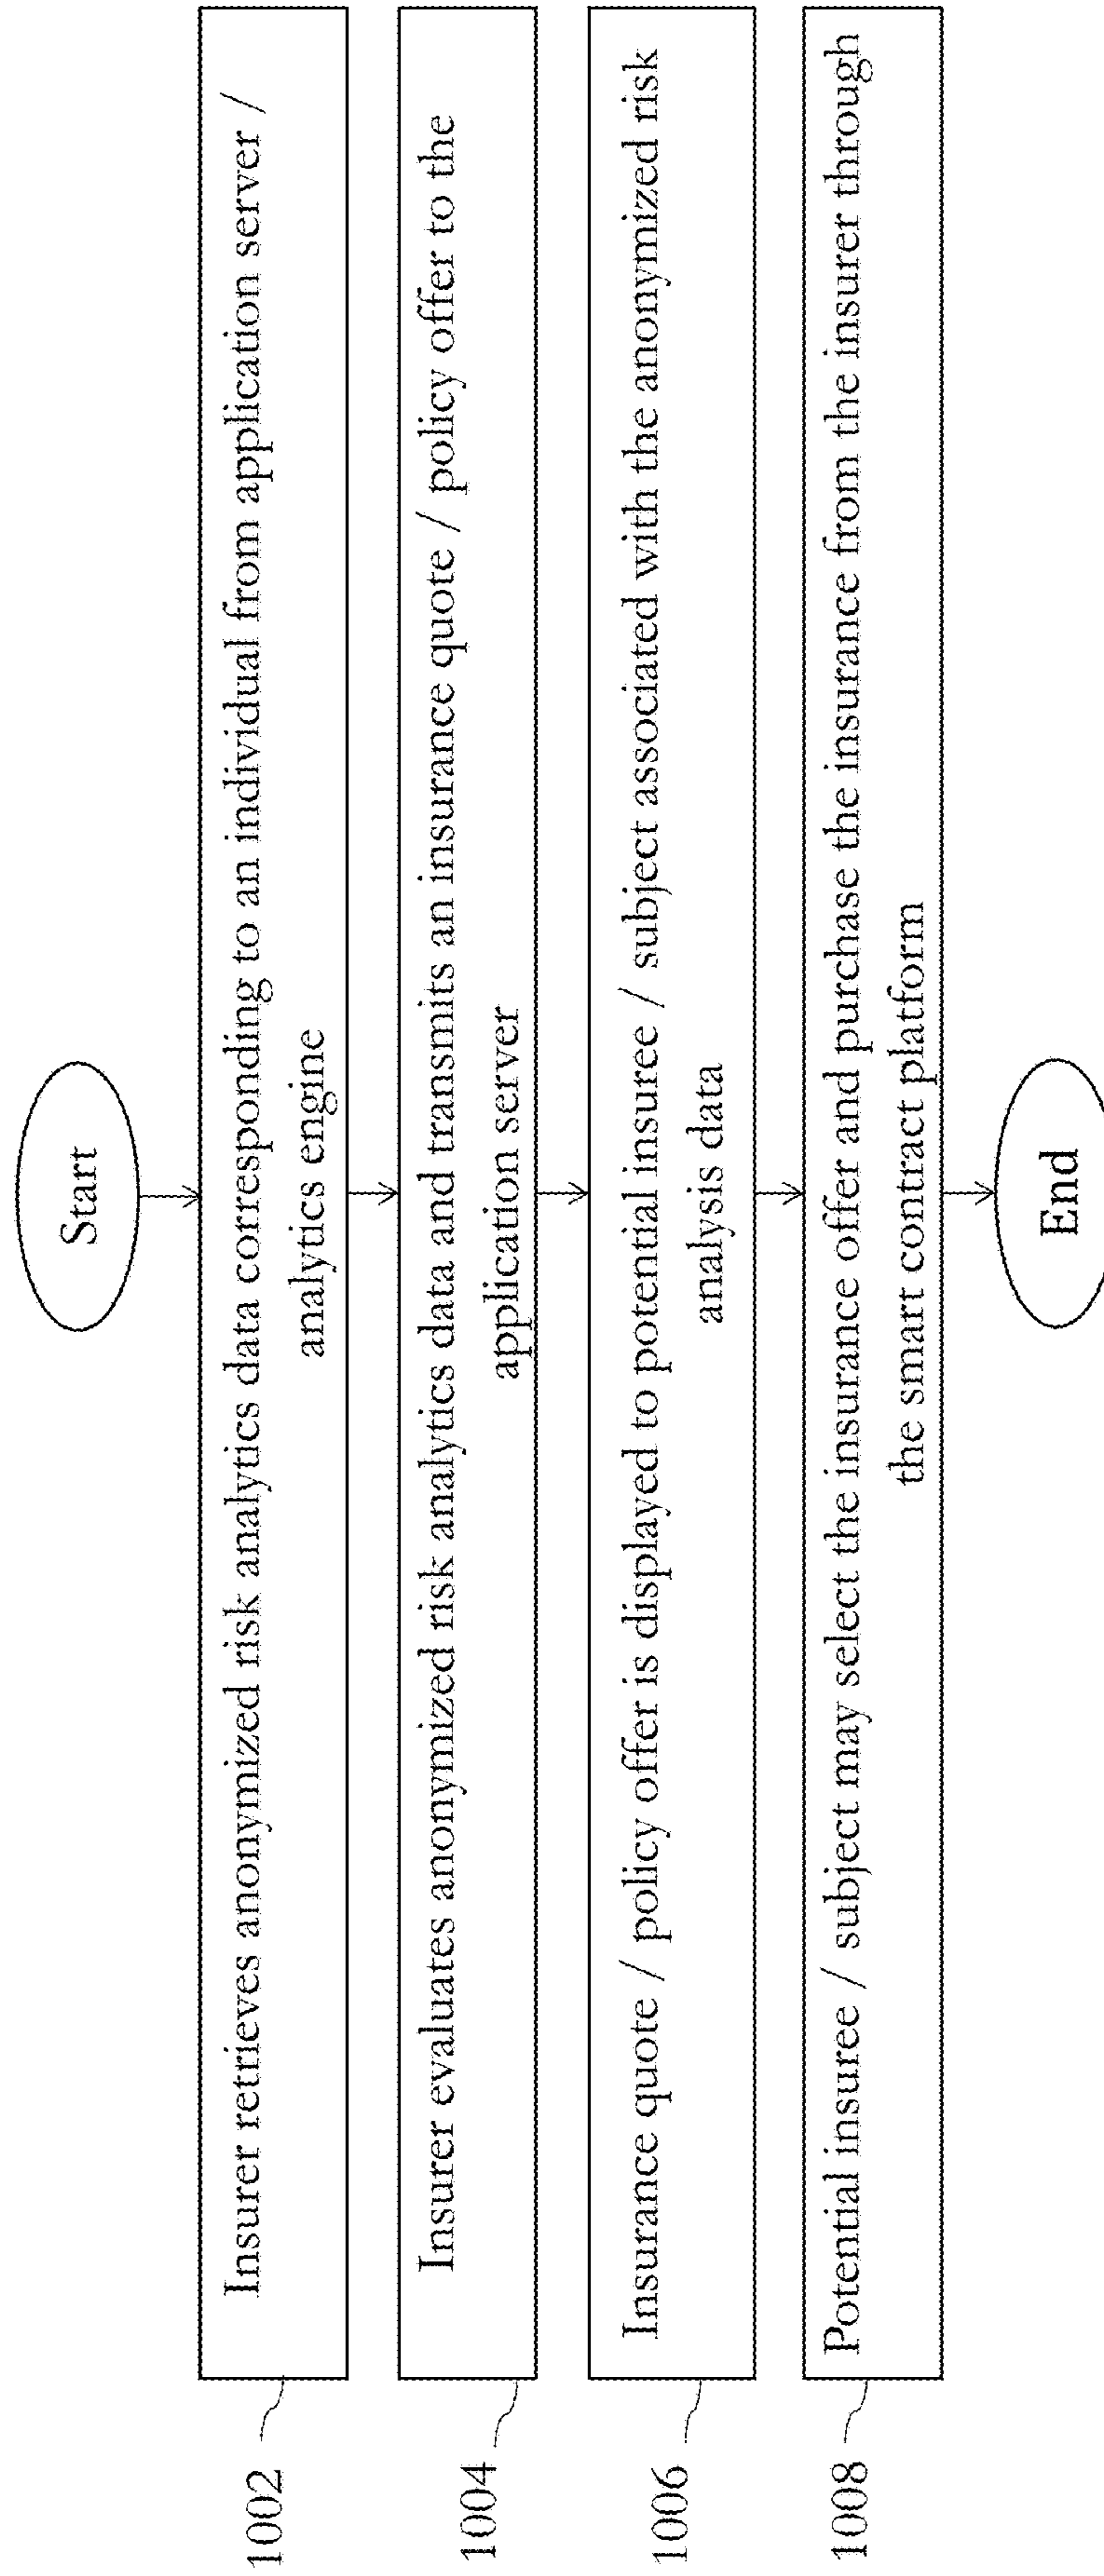 Start
1002
Insurer retrieves anonymized risk analytics data corresponding to an individual from application server /
analytics engine
1004
Insurer evaluates anonymized risk analytics data and transmits an insurance quote / policy offer to the
application server
1006
Insurance quote / policy offer is displayed to potential insuree / subject associated with the anonymized risk
analysis data
1008
Potential insuree / subject may select the insurance offer and purchase the insurance from the insurer through
the smart contract platform
End